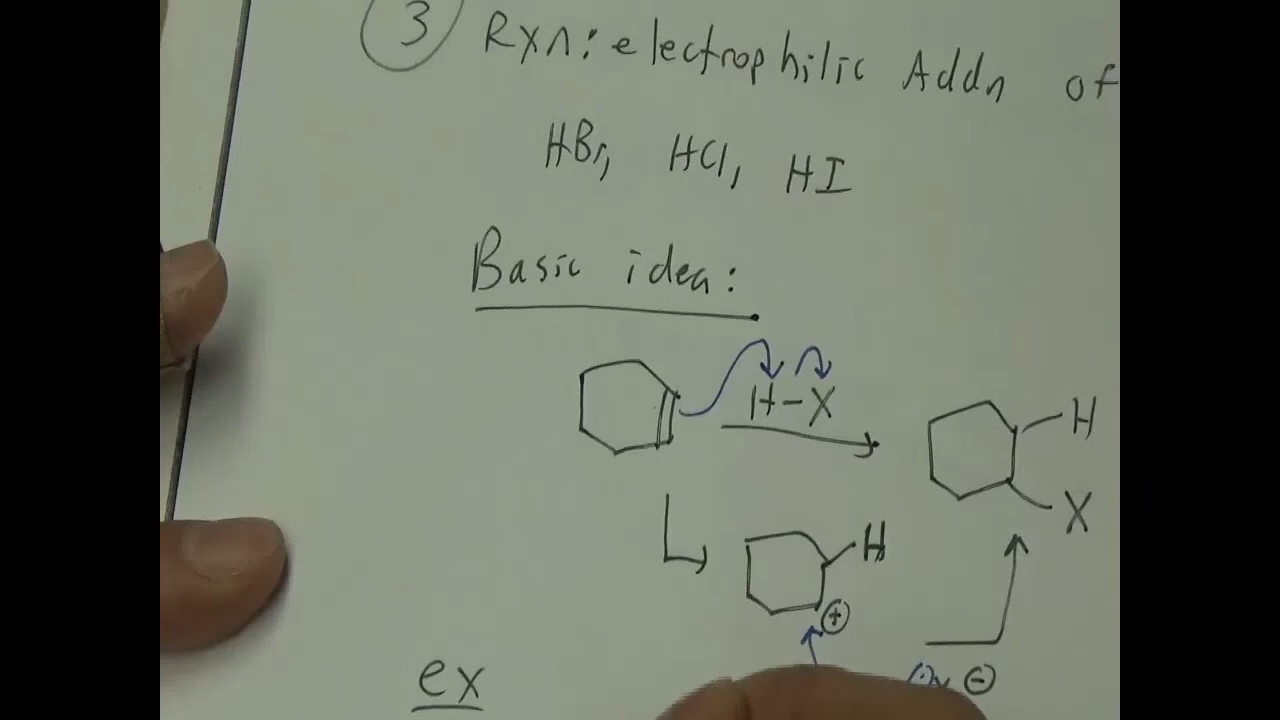 ③ Rxn: electrophilic Addn of
HBr, HCl, HI
Basic idea:
H-X
H
X
H
⊕
⊖
ex